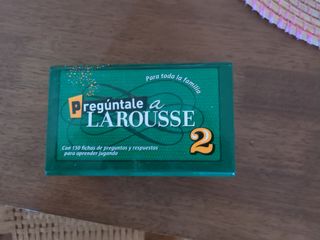 Para toda la familia
Pregúntale a
LAROUSSE
2
Con 150 fichas de preguntas y respuestas
para aprender jugando